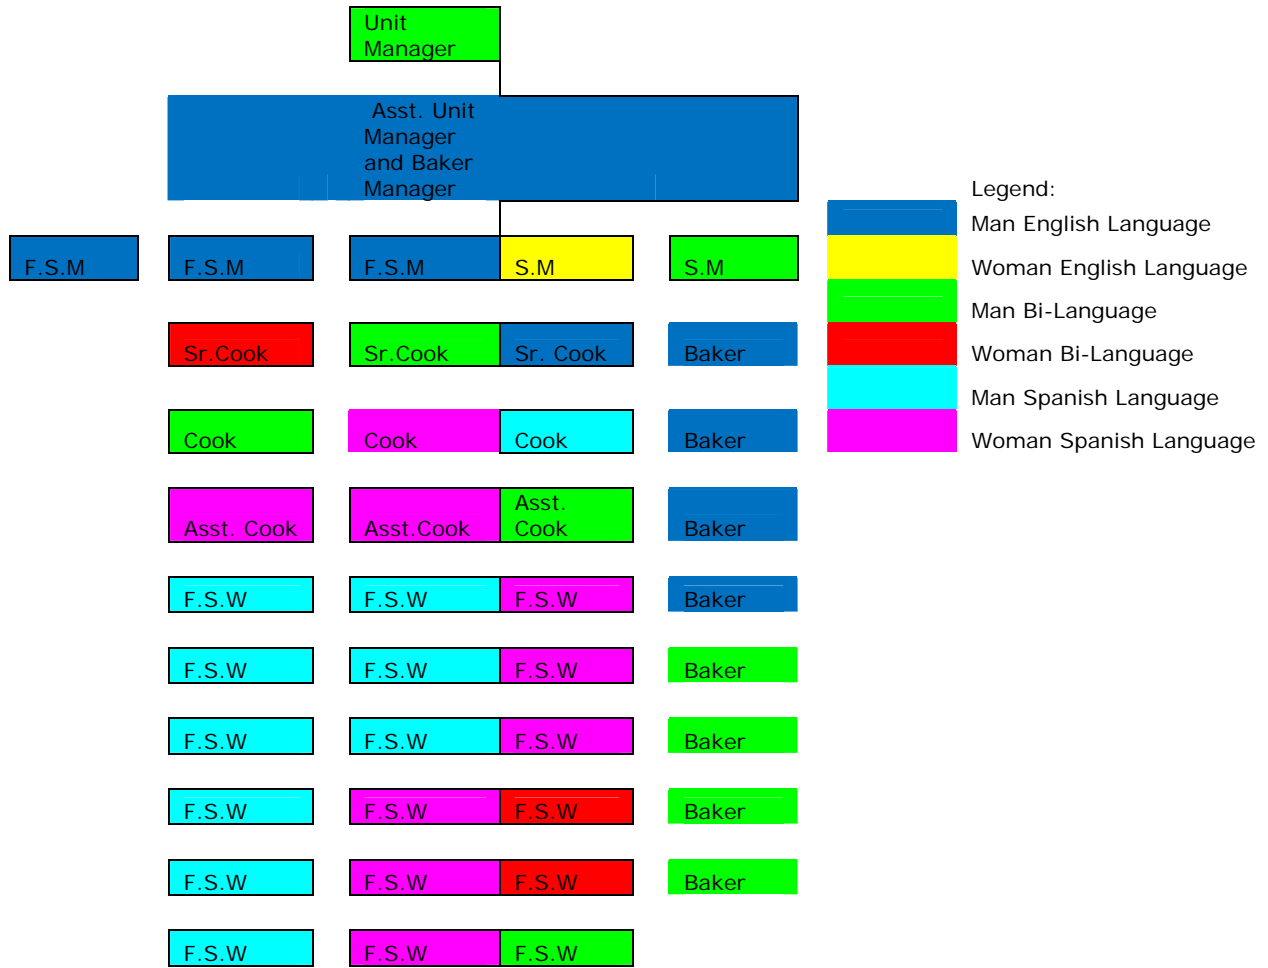 Unit
Manager
Asst. Unit
Manager
and Baker
Manager
Legend:
Man English Language
F.S.M F.S.M F.S.M S.M S.M
Woman English Language
Man Bi-Language
Sr.Cook Sr.Cook Sr. Cook Baker
Woman Bi-Language
Man Spanish Language
Cook Cook Cook Baker
Woman Spanish Language
Asst. Cook Asst.Cook Asst.
Cook Baker
F.S.W F.S.W F.S.W Baker
F.S.W F.S.W F.S.W Baker
F.S.W F.S.W F.S.W Baker
F.S.W F.S.W F.S.W Baker
F.S.W F.S.W F.S.W Baker
F.S.W F.S.W F.S.W